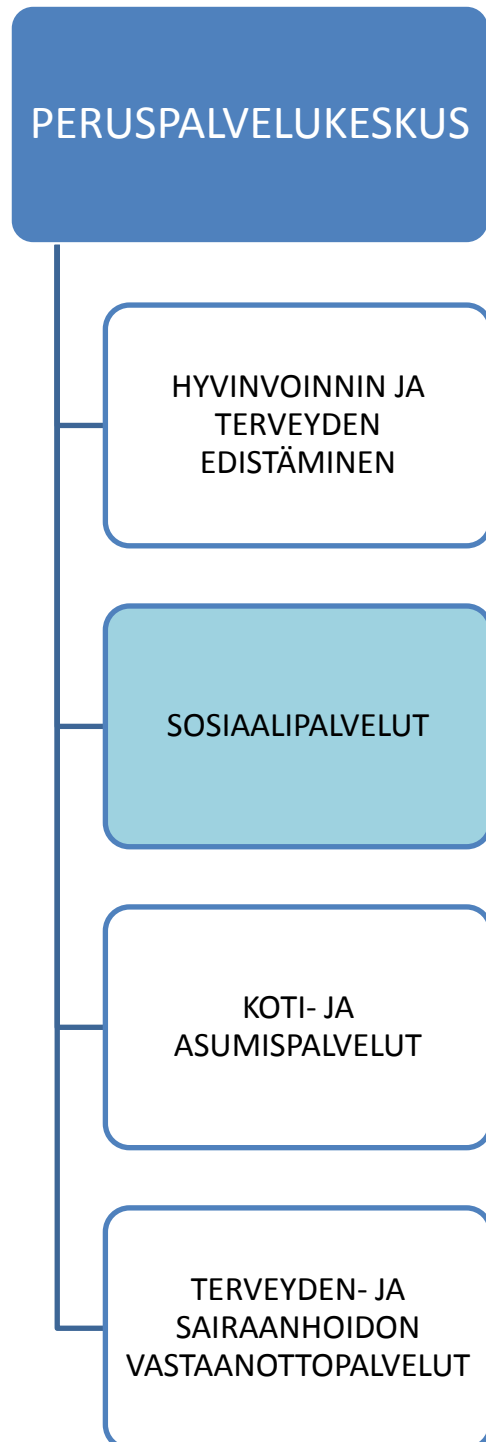 PERUSPALVELUKESKUS
HYVINVOINNIN JA
TERVEYDEN
EDISTÄMINEN
SOSIAALIPALVELUT
KOTI- JA
ASUMISPALVELUT
TERVEYDEN- JA
SAIRAANHOIDON
VASTAANOTTOPALVELUT